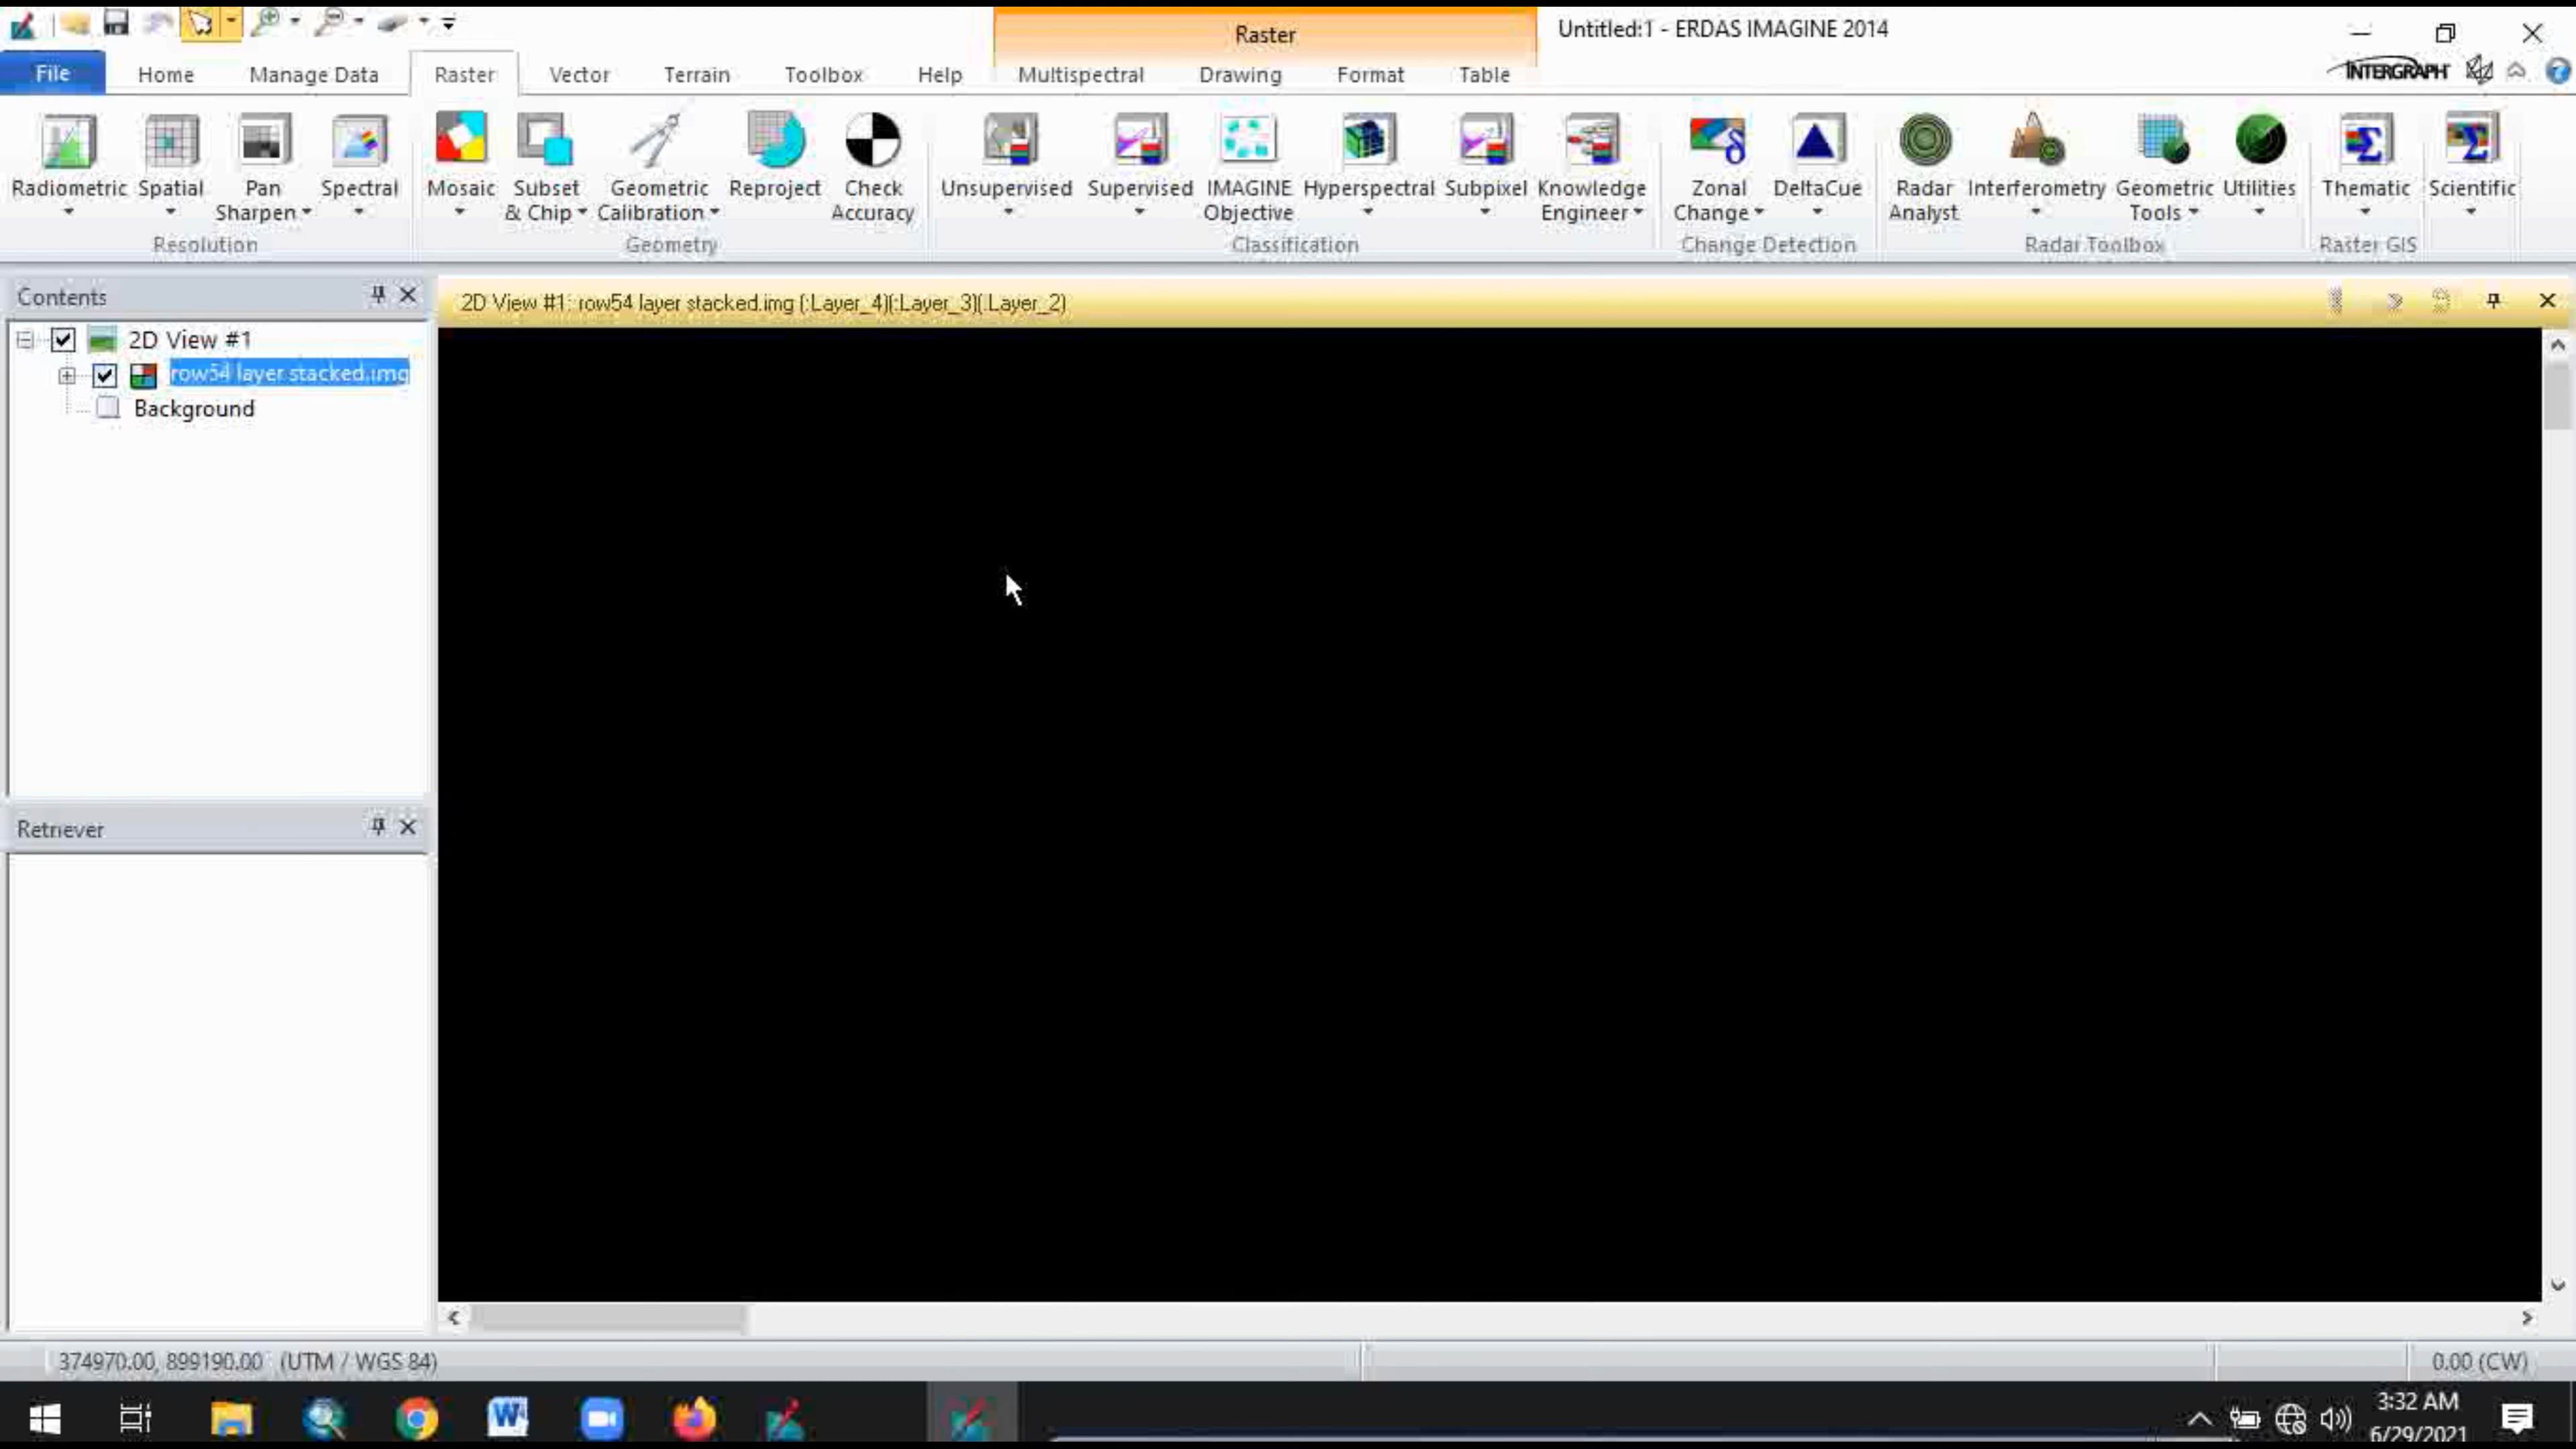 Raster
Untitled:1 - ERDAS IMAGINE 2014
File Home Manage Data Raster Vector Terrain Toolbox Help Multispectral Drawing Format Table
INTERGRAPH
Radiometric Spatial Pan Sharpen Spectral Mosaic Subset & Chip Geometric Calibration Reproject Check Accuracy Unsupervised Supervised IMAGINE Objective Hyperspectral Subpixel Knowledge Engineer Zonal Change DeltaCue Radar Analyst Interferometry Geometric Tools Utilities Thematic Scientific
Resolution Geometry Classification Change Detection Radar Toolbox Raster GIS
Contents
2D View #1: row54 layer stacked.img (:Layer_4)(:Layer_3)(:Layer_2)
2D View #1
row54 layer stacked.img
Background
Retriever
374970.00, 899190.00 (UTM / WGS 84)
0.00 (CW)
3:32 AM
6/29/2021